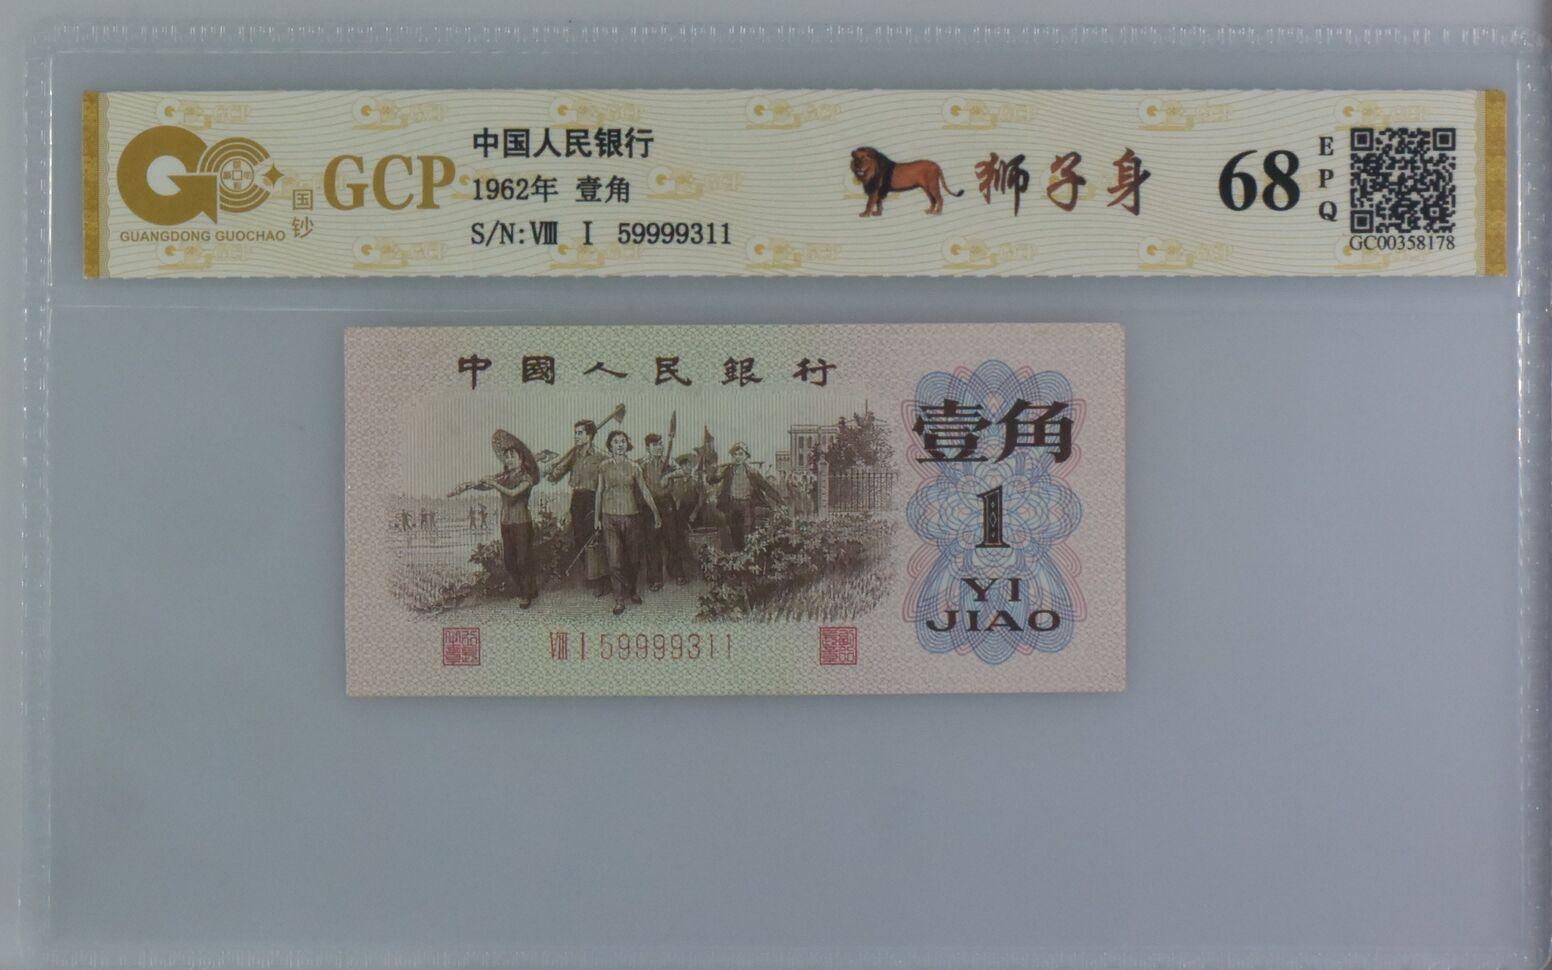 GC
GUANGDONG GUOCHAO
国钞
GCP
中国人民银行
1962年 壹角
S/N:Ⅷ Ⅰ 59999311
狮子身
68
EPQ
GC00358178
中國人民銀行
壹角
1
YI
JIAO
Ⅷ Ⅰ 59999311